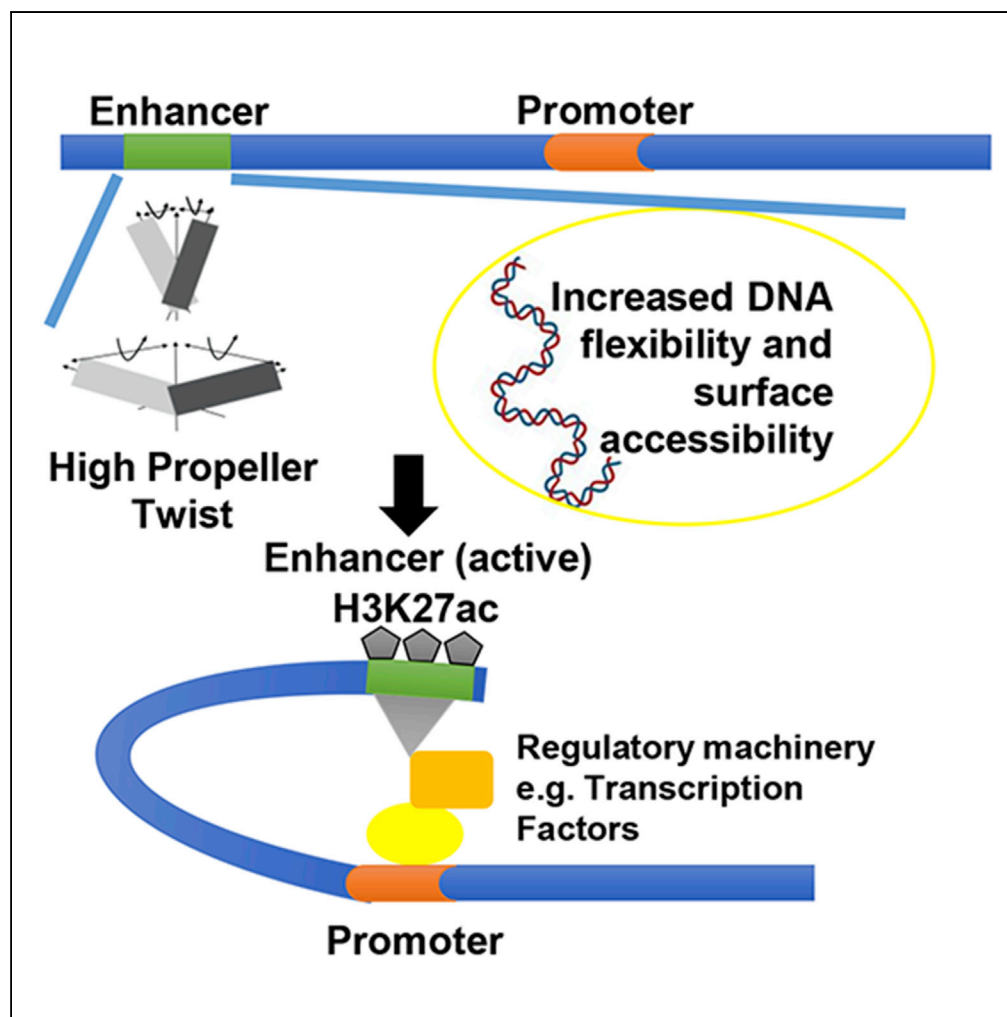 Enhancer
Promoter
Increased DNA
flexibility and
surface
accessibility
High Propeller
Twist
Enhancer (active)
H3K27ac
Regulatory machinery
e.g. Transcription
Factors
Promoter